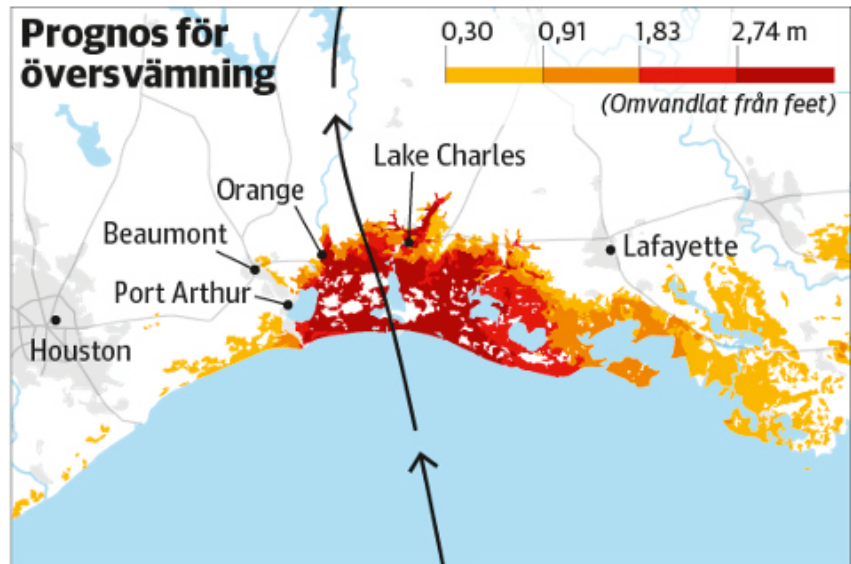 Prognos för
översvämning
0,30 0,91 1,83 2,74 m
(Omvandlat från feet)
Lake Charles
Orange
Beaumont
Lafayette
Port Arthur
Houston